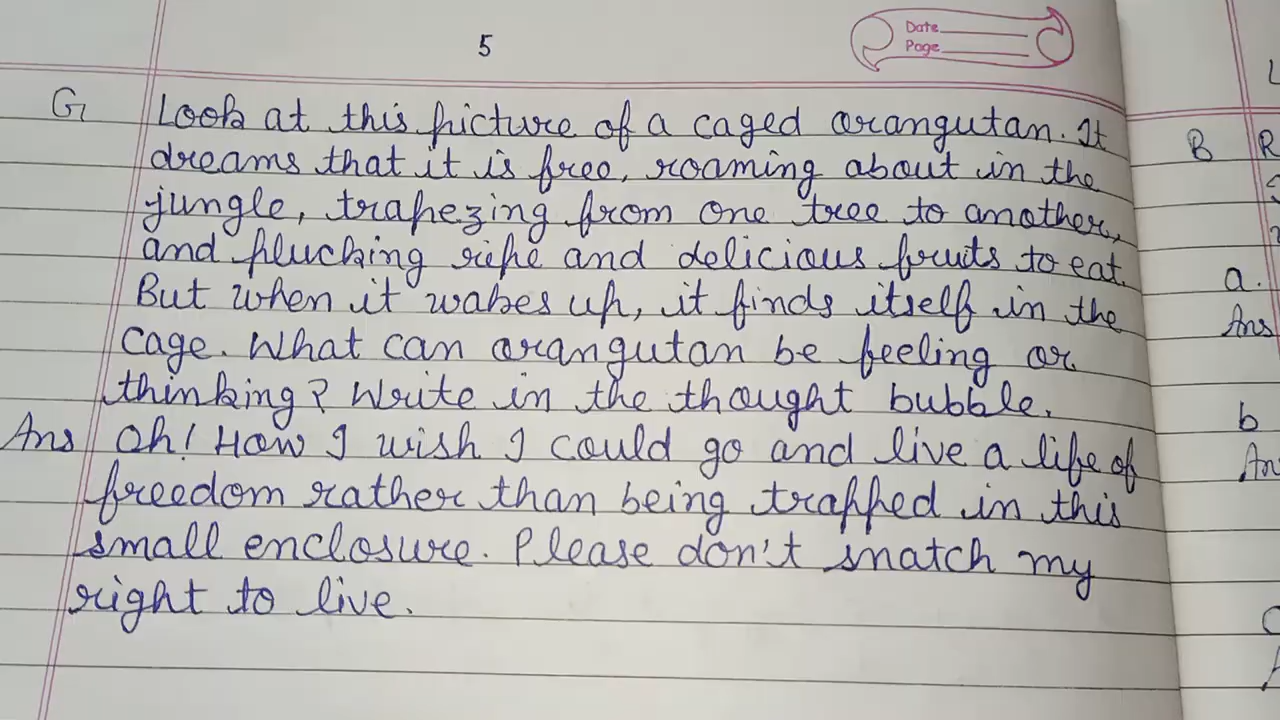 5
Date
Page
G Look at this picture of a caged arangutan. It
dreams that it is free, roaming about in the
jungle, trapezing from one tree to another,
and plucking ripe and delicious fruits to eat.
But when it wakes up, it finds itself in the
cage. What can arangutan be feeling or
thinking? Write in the thought bubble.
Ans Oh! How I wish I could go and live a life of
freedom rather than being trapped in this
small enclosure. Please don't snatch my
right to live.
B R
a.
Ans
b
An